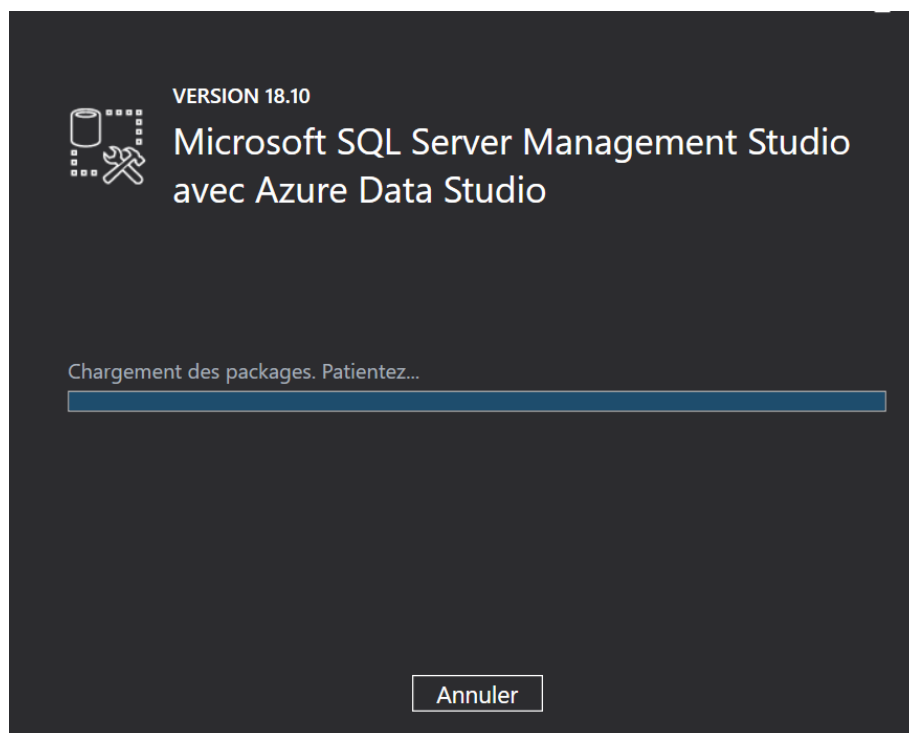 VERSION 18.10
Microsoft SQL Server Management Studio
avec Azure Data Studio
Chargement des packages. Patientez...
Annuler